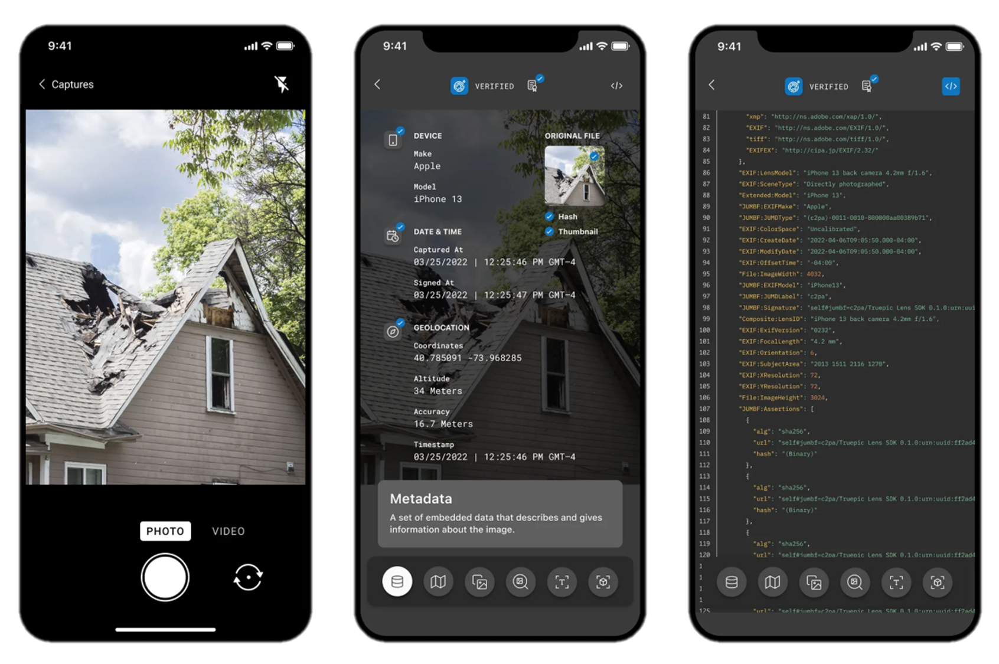 9:41
Captures
PHOTO
VIDEO
9:41
VERIFIED
</>
DEVICE
Make
Apple
Model
iPhone 13
ORIGINAL FILE
Hash
Thumbnail
DATE & TIME
Captured At
03/25/2022 | 12:25:46 PM GMT-4
Signed At
03/25/2022 | 12:25:47 PM GMT-4
GEOLOCATION
Coordinates
40.785091 -73.968285
Altitude
34 Meters
Accuracy
16.7 Meters
Timestamp
03/25/2022 | 12:25:46 PM GMT-4
Metadata
A set of embedded data that describes and gives
information about the image.
T
9:41
VERIFIED
</>
81 "xmp": "http://ns.adobe.com/xap/1.0/",
82 "EXIF": "http://ns.adobe.com/EXIF/1.0/",
83 "tiff": "http://ns.adobe.com/tiff/1.0/",
84 "EXIFEX": "http://cipa.jp/EXIF/2.32/"
85 },
86 "EXIF:LensModel": "iPhone 13 back camera 4.2mm f/1.6",
87 "EXIF:SceneType": "Directly photographed",
88 "Extended:Model": "iPhone 13",
89 "JUMBF:EXIFMake": "Apple",
90 "JUMBF:JUMDType": "(c2pa)-0011-0010-800000aa00389b71",
91 "EXIF:ColorSpace": "Uncalibrated",
92 "EXIF:CreateDate": "2022-04-06T09:05:50.000-04:00",
93 "EXIF:ModifyDate": "2022-04-06T09:05:50.000-04:00",
94 "EXIF:OffsetTime": "-04:00",
95 "File:ImageWidth": 4032,
96 "JUMBF:EXIFModel": "iPhone13",
97 "JUMBF:JUMDLabel": "c2pa",
98 "JUMBF:Signature": "self#jumbf=c2pa/Truepic Lens SDK 0.1.0:urn:uui
99 "Composite:LensID": "iPhone 13 back camera 4.2mm f/1.6",
100 "EXIF:ExifVersion": "0232",
101 "EXIF:FocalLength": "4.2 mm",
102 "EXIF:Orientation": 6,
103 "EXIF:SubjectArea": "2013 1511 2116 1270",
104 "EXIF:XResolution": 72,
105 "EXIF:YResolution": 72,
106 "File:ImageHeight": 3024,
107 "JUMBF:Assertions": [
108 {
109 "alg": "sha256",
110 "url": "self#jumbf=c2pa/Truepic Lens SDK 0.1.0:urn:uuid:ff2ad4
111 "hash": "(Binary)"
112 },
113 {
114 "alg": "sha256",
115 "url": "self#jumbf=c2pa/Truepic Lens SDK 0.1.0:urn:uuid:ff2ad4
116 "hash": "(Binary)"
117 },
118 {
119 "alg": "sha256",
120 "url": "self#jumbf=c2pa/Truepic Lens SDK 0.1.0:urn:uuid:ff2ad4
1
1
1
1
T
125 "url": "self#jumbf=c2pa/Truepic Lens SDK 0.1.0:urn:uuid:ff2ad4